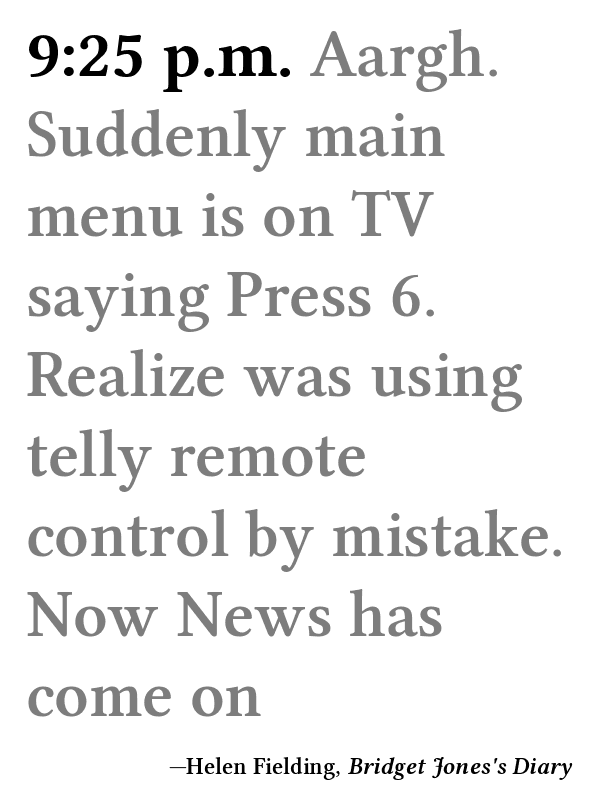 9:25 p.m. Aargh.
Suddenly main
menu is on TV
saying Press 6.
Realize was using
telly remote
control by mistake.
Now News has
come on
—Helen Fielding, Bridget Jones's Diary